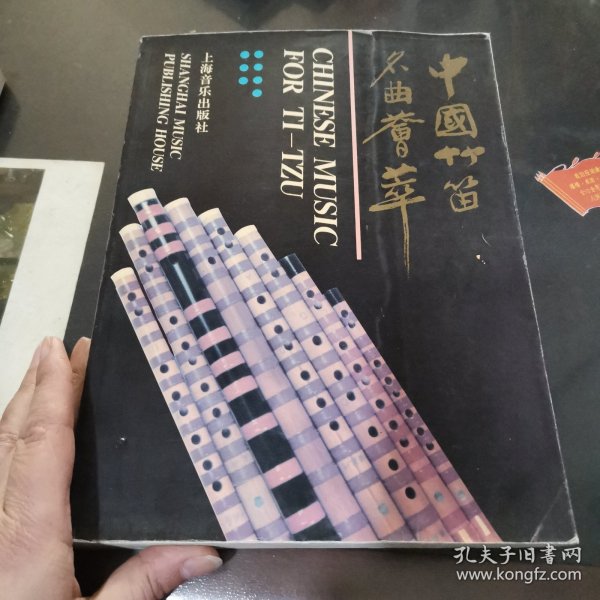 中國竹笛
名曲薈萃
CHINESE MUSIC
FOR TI-TZU
上海音乐出版社
SHANGHAI MUSIC
PUBLISHING HOUSE
孔夫子旧书网
www.kongfz.com